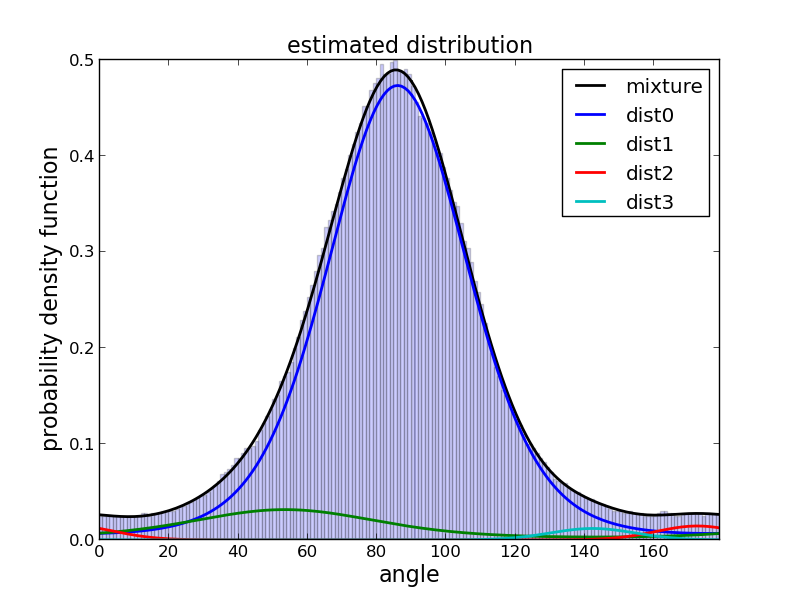 estimated distribution
probability density function
0.5
0.4
0.3
0.2
0.1
0.0
mixture
dist0
dist1
dist2
dist3
0 20 40 60 80 100 120 140 160
angle